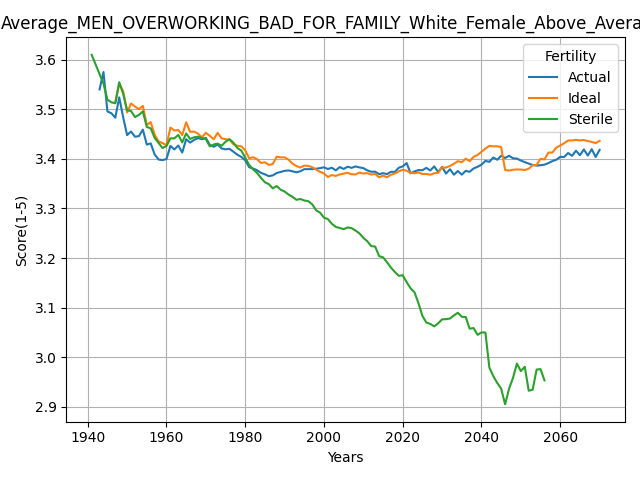 Average_MEN_OVERWORKING_BAD_FOR_FAMILY_White_Female_Above_Avera
Fertility
Actual
Ideal
Sterile
Score(1-5)
3.6
3.5
3.4
3.3
3.2
3.1
3.0
2.9
1940 1960 1980 2000 2020 2040 2060
Years